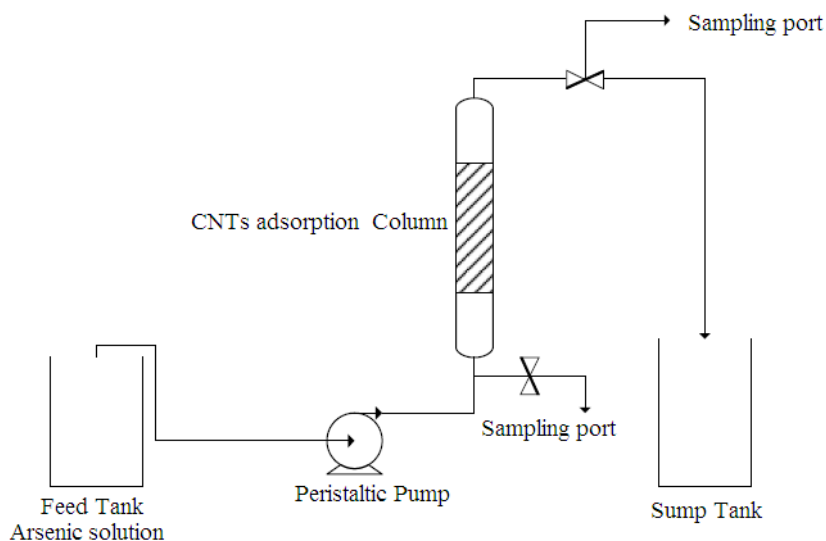 Sampling port
CNTs adsorption Column
Sampling port
Peristaltic Pump
Feed Tank
Arsenic solution
Sump Tank